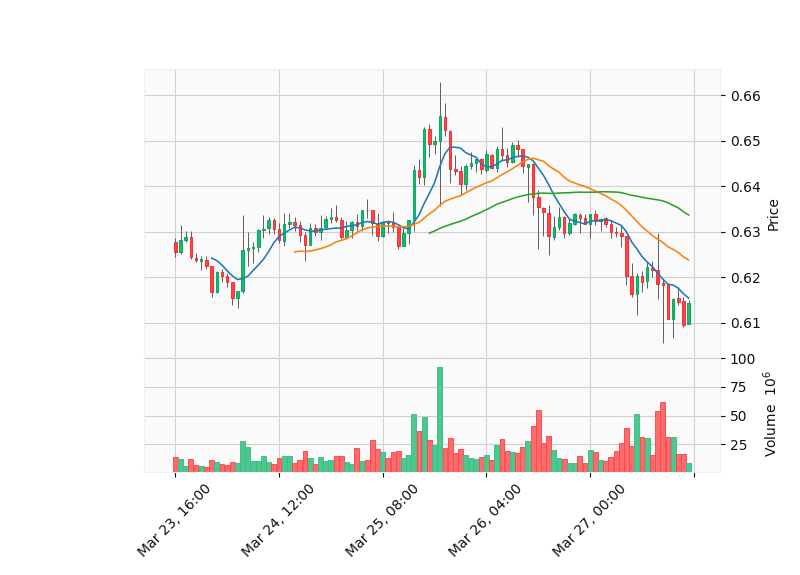 0.66
0.65
0.64
0.63
0.62
0.61
Price
100
75
50
25
Volume 10^6
Mar 23, 16:00
Mar 24, 12:00
Mar 25, 08:00
Mar 26, 04:00
Mar 27, 00:00